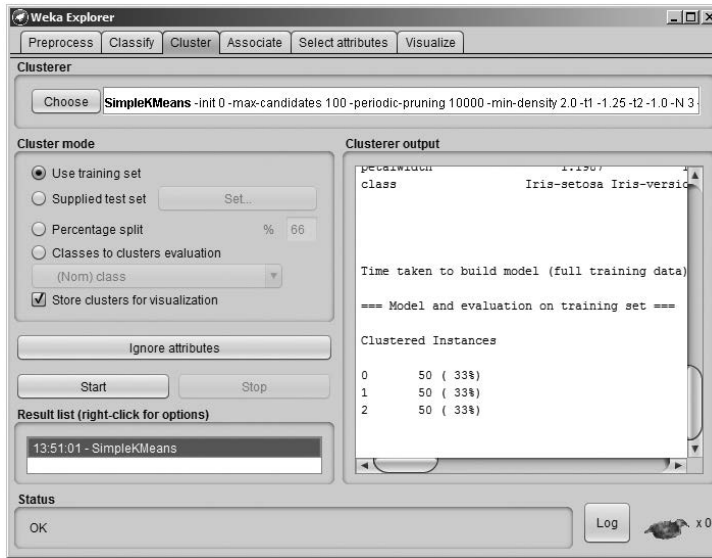 Weka Explorer
Preprocess Classify Cluster Associate Select attributes Visualize
Clusterer
Choose SimpleKMeans -init 0 -max-candidates 100 -periodic-pruning 10000 -min-density 2.0 -t1 -1.25 -t2 -1.0 -N 3 -
Cluster mode
Use training set
Supplied test set Set...
Percentage split % 66
Classes to clusters evaluation
(Nom) class
Store clusters for visualization
Ignore attributes
Start Stop
Result list (right-click for options)
13:51:01 - SimpleKMeans
Clusterer output
petalwidth 1.1987
class Iris-setosa Iris-versic
Time taken to build model (full training data)
=== Model and evaluation on training set ===
Clustered Instances
0 50 ( 33%)
1 50 ( 33%)
2 50 ( 33%)
Status
OK
Log
x 0